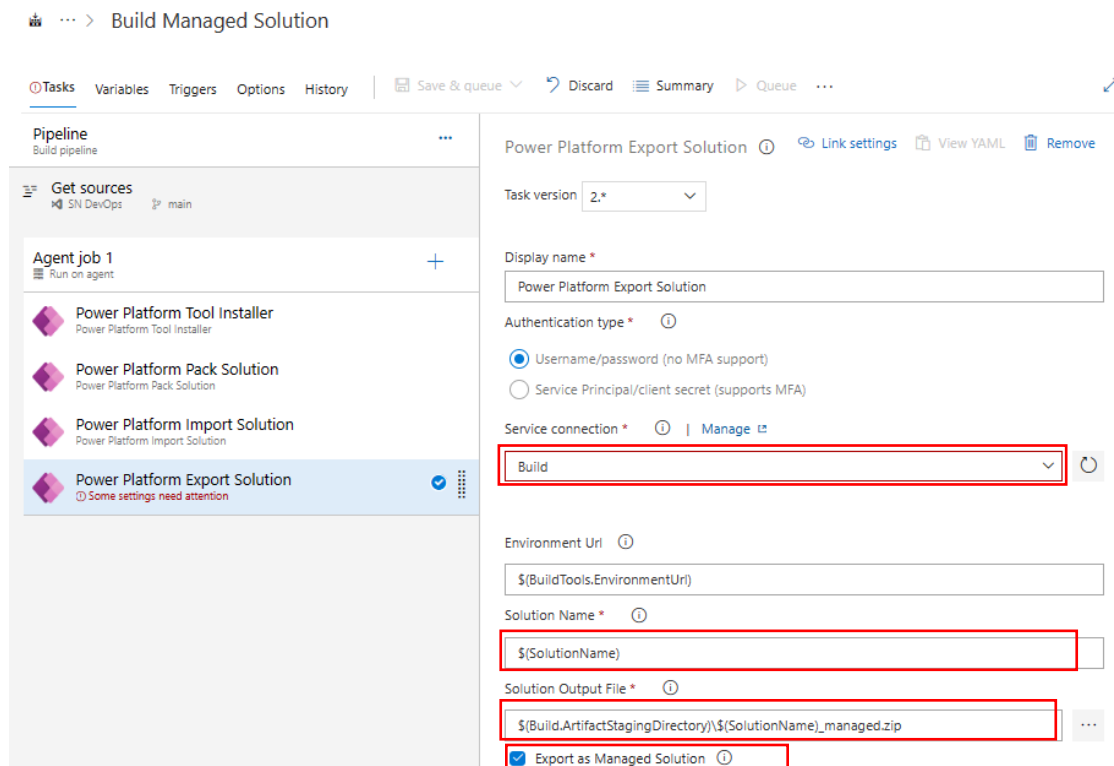 ··· > Build Managed Solution
Tasks Variables Triggers Options History Save & queue Discard Summary Queue ···
Pipeline ···
Build pipeline
Get sources
SN DevOps main
Agent job 1 +
Run on agent
Power Platform Tool Installer
Power Platform Tool Installer
Power Platform Pack Solution
Power Platform Pack Solution
Power Platform Import Solution
Power Platform Import Solution
Power Platform Export Solution
Some settings need attention
Power Platform Export Solution Link settings View YAML Remove
Task version 2.*
Display name *
Power Platform Export Solution
Authentication type *
Username/password (no MFA support)
Service Principal/client secret (supports MFA)
Service connection * | Manage
Build
Environment Url
$(BuildTools.EnvironmentUrl)
Solution Name *
$(SolutionName)
Solution Output File *
$(Build.ArtifactStagingDirectory)\$(SolutionName)_managed.zip ···
Export as Managed Solution